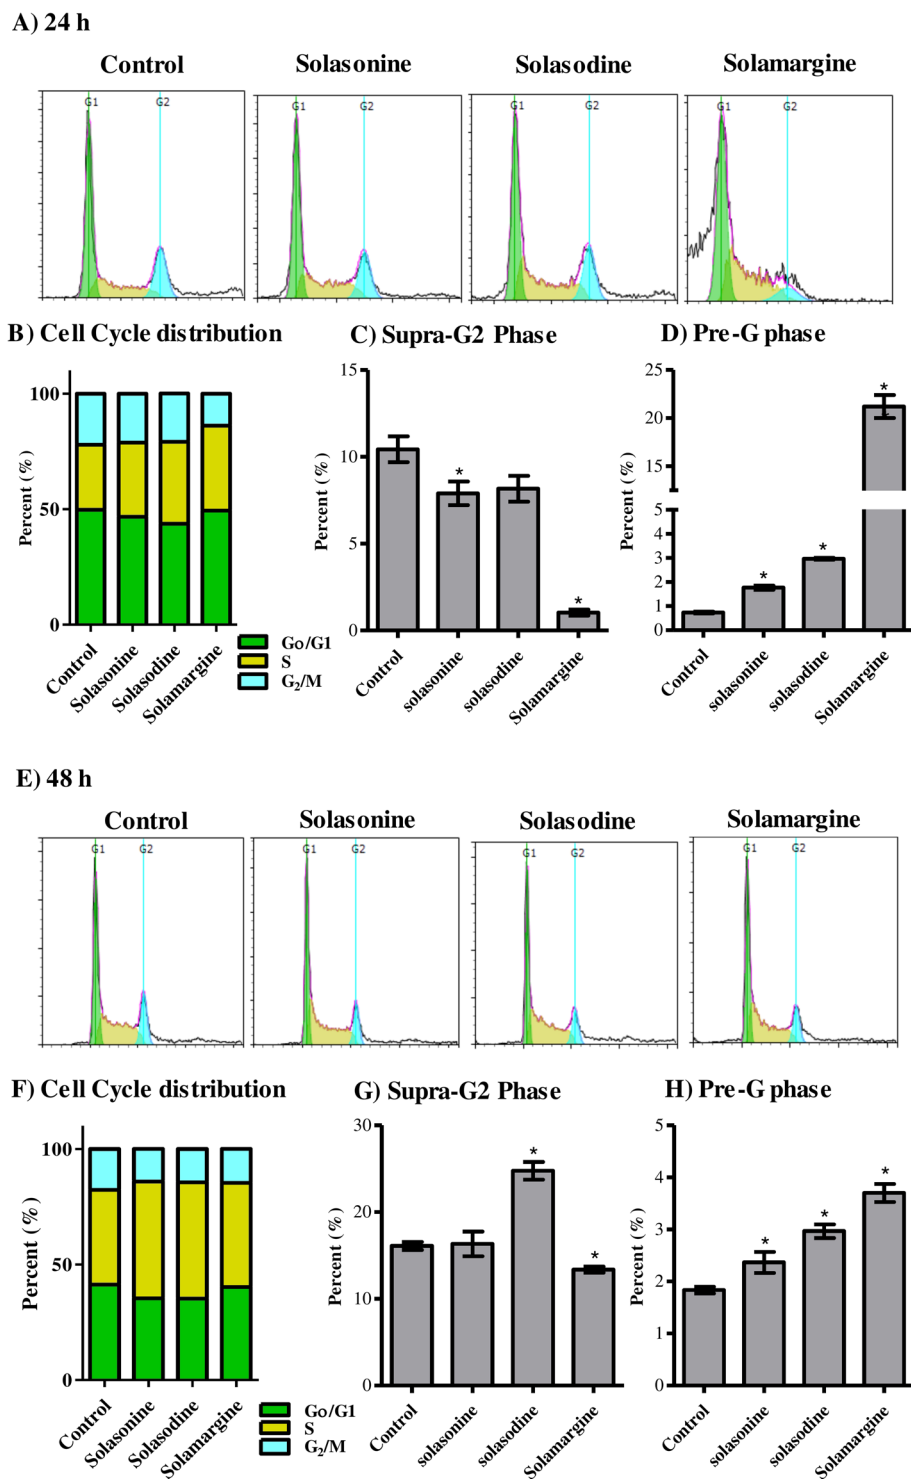 A) 24 h
Control
Solasonine
Solasodine
Solamargine
G1
G2
G1
G2
G1
G2
G1
G2
B) Cell Cycle distribution
C) Supra-G2 Phase
D) Pre-G phase
Percent (%)
100
50
0
Control
Solasonine
Solasodine
Solamargine
Go/G1
S
G2/M
Percent (%)
15
10
5
0
*
*
Control
solasonine
solasodine
Solamargine
Percent (%)
25
20
15
5
4
3
2
1
0
*
*
*
Control
solasonine
solasodine
Solamargine
E) 48 h
Control
Solasonine
Solasodine
Solamargine
G1
G2
G1
G2
G1
G2
G1
G2
F) Cell Cycle distribution
G) Supra-G2 Phase
H) Pre-G phase
Percent (%)
100
50
0
Control
Solasonine
Solasodine
Solamargine
Go/G1
S
G2/M
Percent (%)
30
20
10
0
*
*
Control
solasonine
solasodine
Solamargine
Percent (%)
5
4
3
2
1
0
*
*
*
Control
solasonine
solasodine
Solamargine